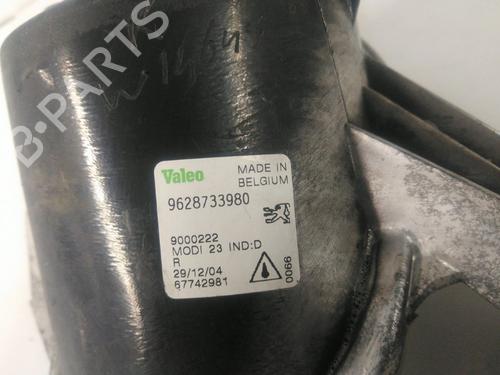 B-PARTS
Valeo
MADE IN
BELGIUM
9628733980
9000222
MODI 23 IND:D
R
29/12/04
67742981
0066